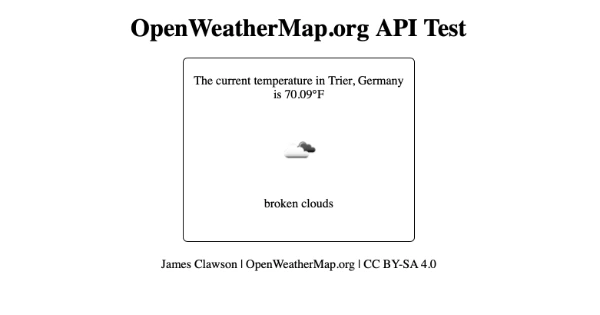 OpenWeatherMap.org API Test
The current temperature in Trier, Germany
is 70.09°F
broken clouds
James Clawson | OpenWeatherMap.org | CC BY-SA 4.0